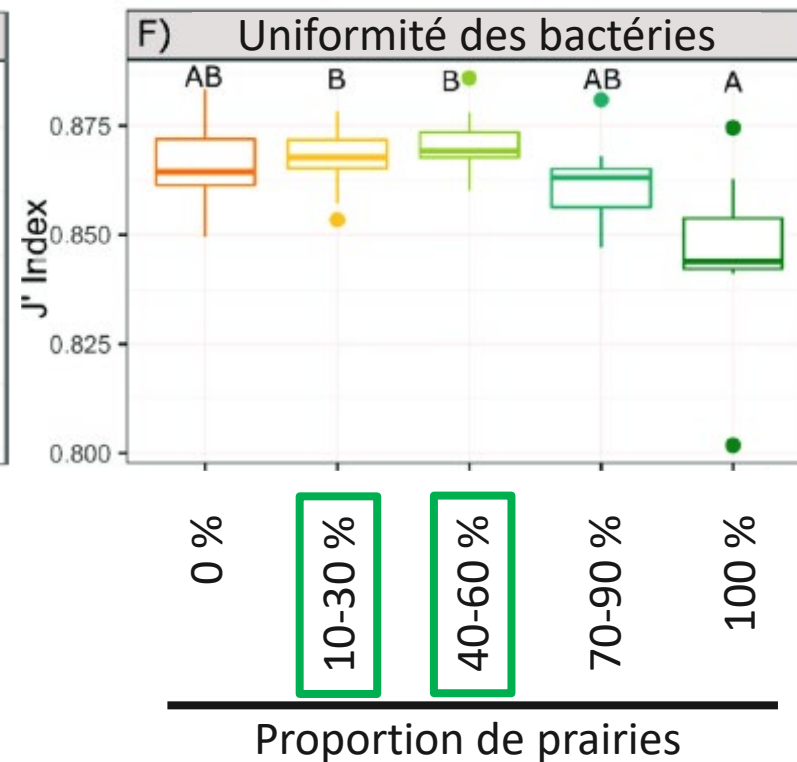 F) Uniformité des bactéries
AB B B AB A
J' Index
0.875
0.850
0.825
0.800
0 %
10-30 %
40-60 %
70-90 %
100 %
Proportion de prairies